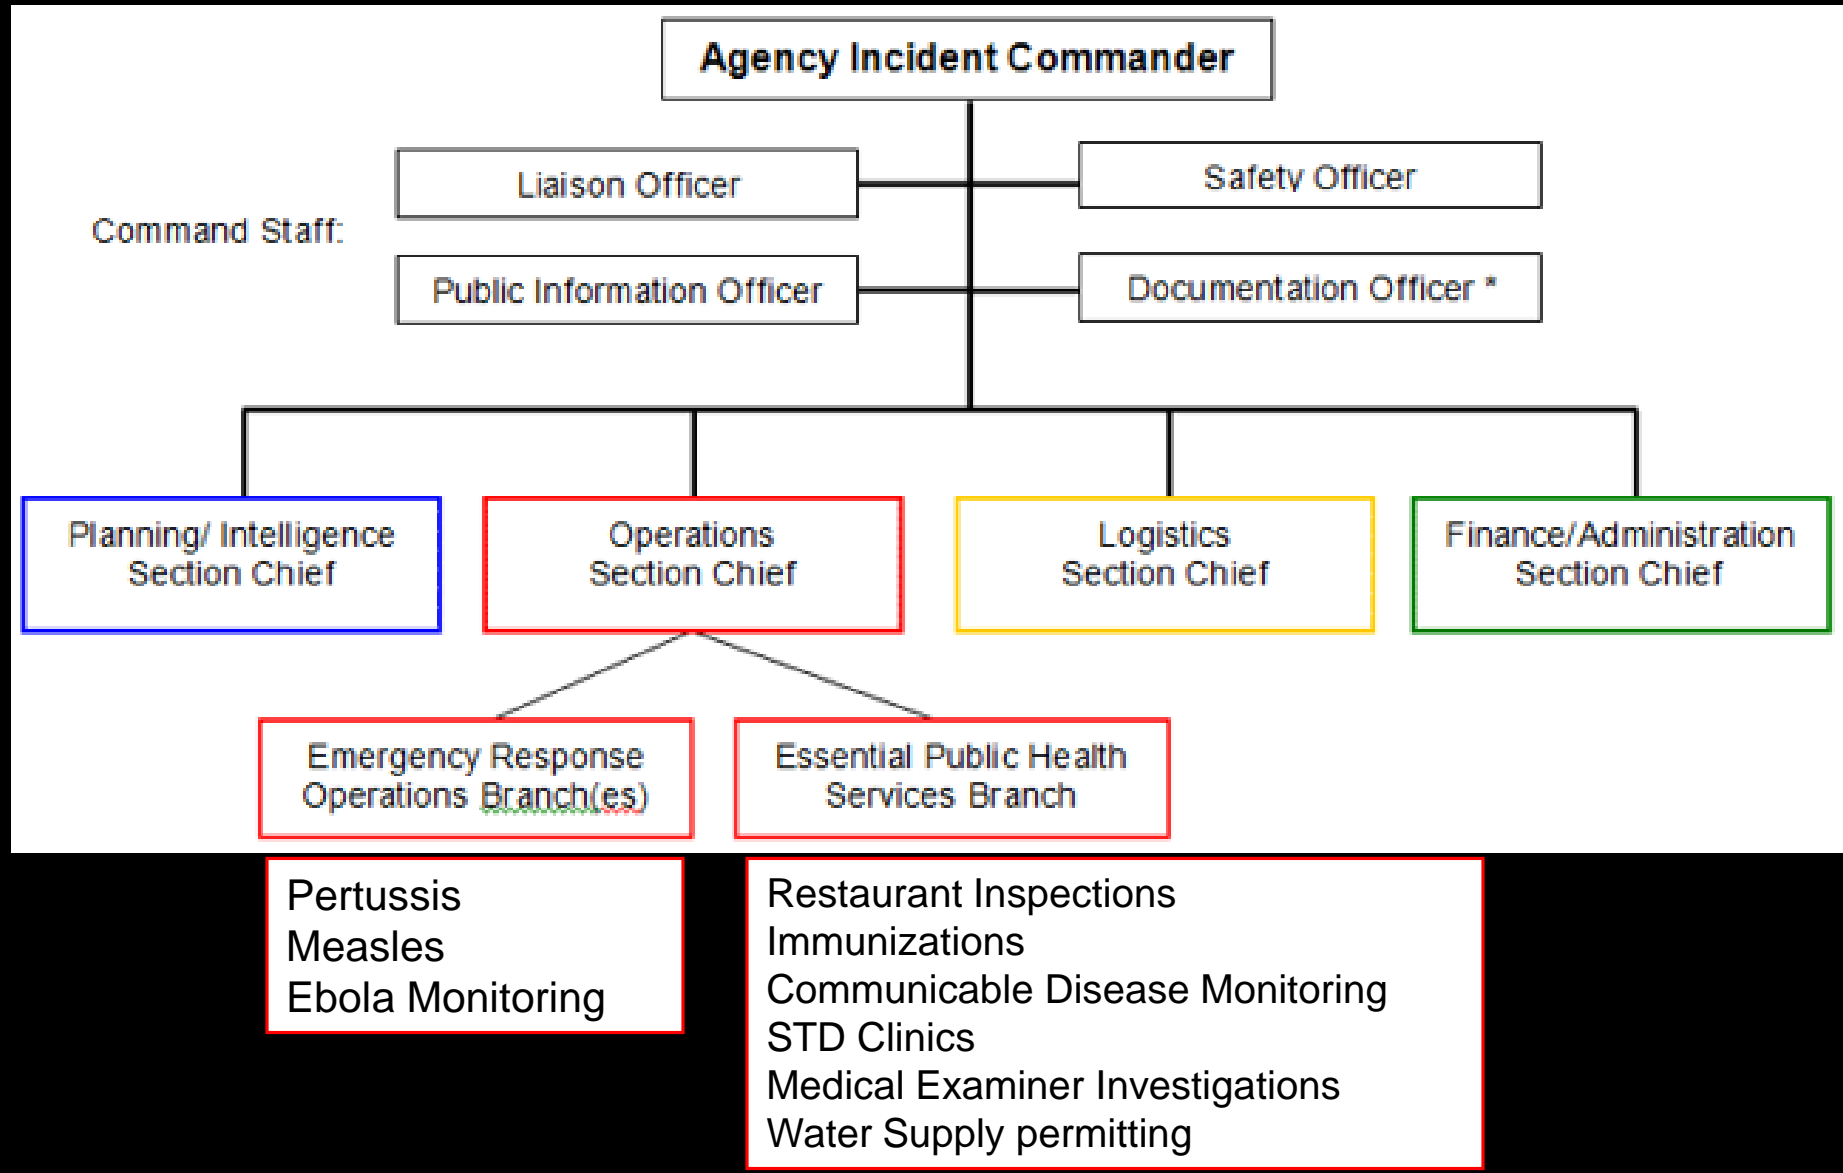 Agency Incident Commander
Liaison Officer
Safety Officer
Command Staff:
Public Information Officer
Documentation Officer *
Planning/ Intelligence
Section Chief
Operations
Section Chief
Logistics
Section Chief
Finance/Administration
Section Chief
Emergency Response
Operations Branch(es)
Essential Public Health
Services Branch
Pertussis
Measles
Ebola Monitoring
Restaurant Inspections
Immunizations
Communicable Disease Monitoring
STD Clinics
Medical Examiner Investigations
Water Supply permitting